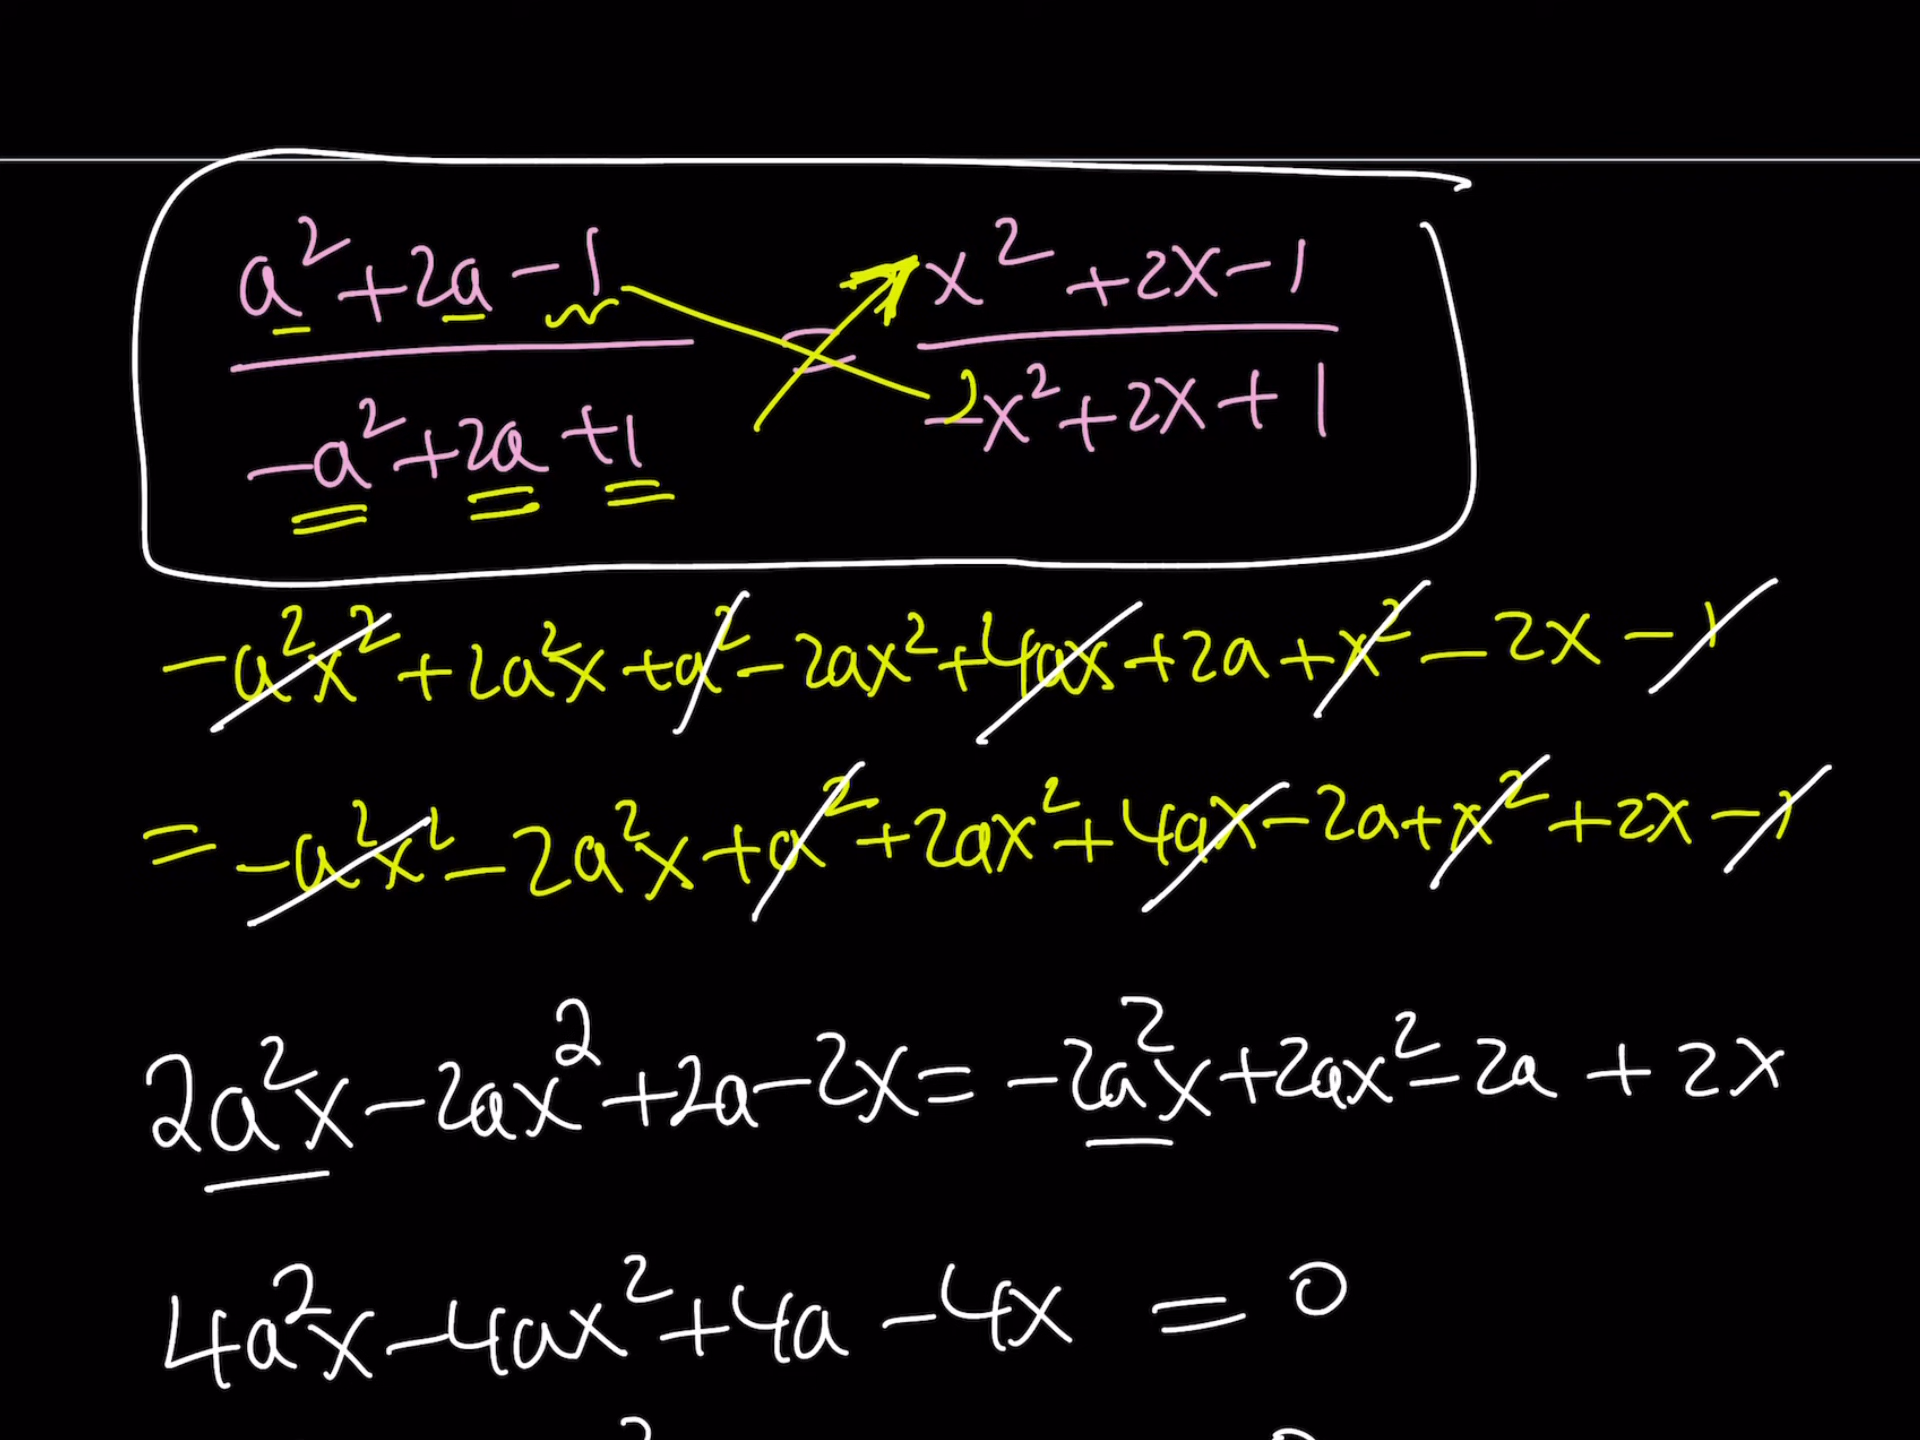 a² + 2a - 1 / -a² + 2a + 1 = x² + 2x - 1 / -x² + 2x + 1
-a²x² + 2a²x + a² - 2ax² + 4ax + 2a + x² - 2x - 1
= -a²x² - 2a²x + a² + 2ax² + 4ax - 2a + x² + 2x - 1
2a²x - 2ax² + 2a - 2x = -2a²x + 2ax² - 2a + 2x
4a²x - 4ax² + 4a - 4x = 0